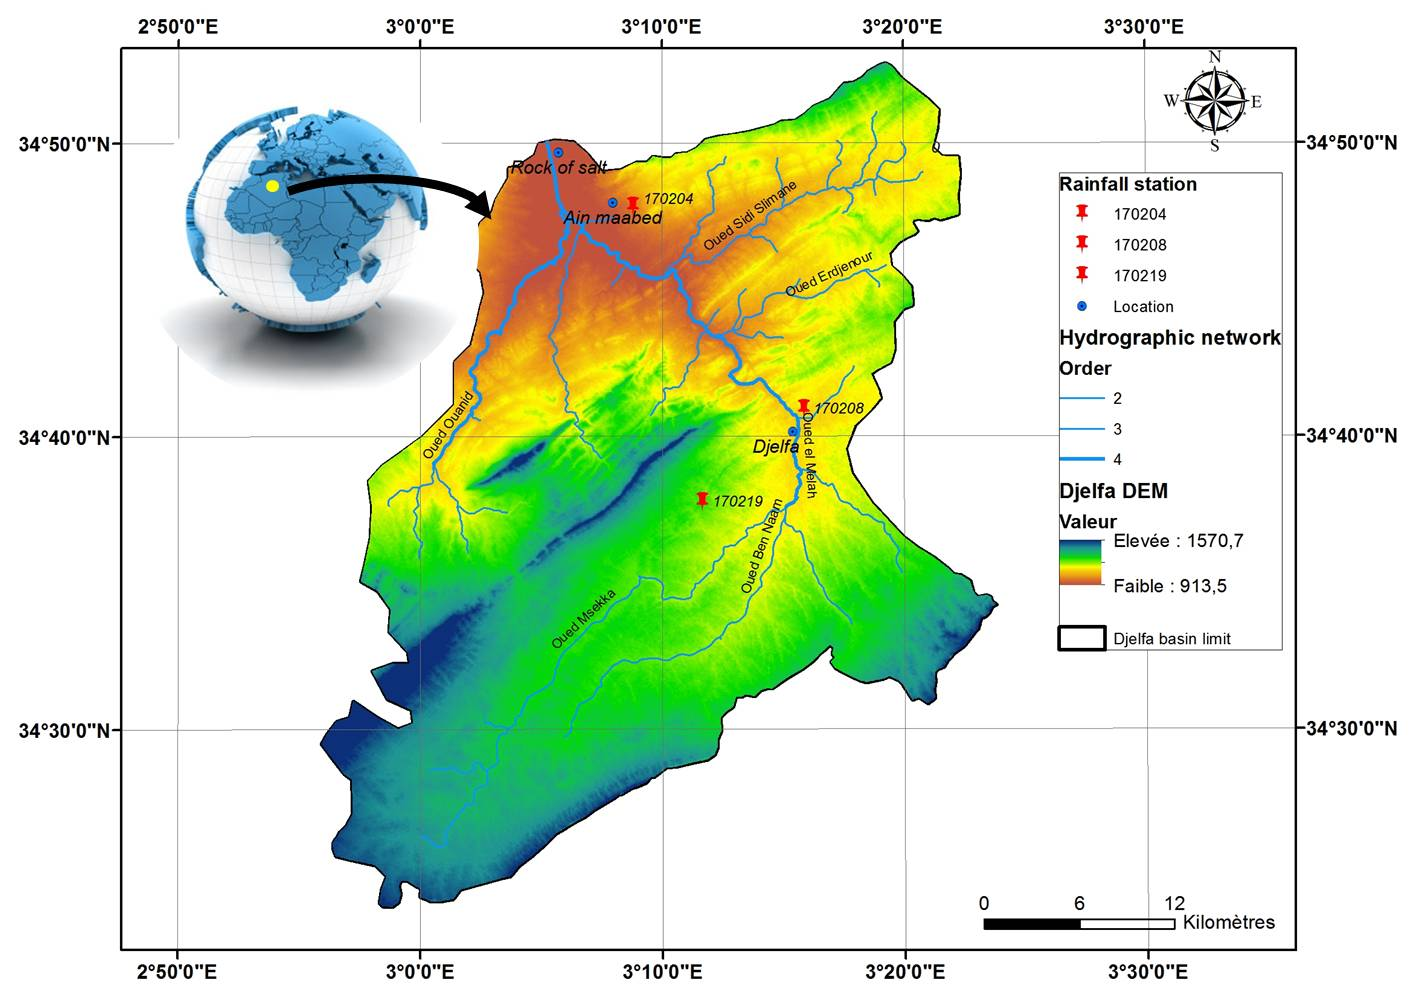 2°50'0"E 3°0'0"E 3°10'0"E 3°20'0"E 3°30'0"E
34°50'0"N 34°50'0"N
34°40'0"N 34°40'0"N
34°30'0"N 34°30'0"N
N
W E
S
Rock of salt
170204
Ain maabed
Oued Sidi Slimane
Oued Erdjenour
Oued Ouanid
170208
Djelfa
Oued el Melah
170219
Oued Ben Naam
Oued Msekka
Rainfall station
170204
170208
170219
Location
Hydrographic network
Order
2
3
4
Djelfa DEM
Valeur
Elevée : 1570,7
Faible : 913,5
Djelfa basin limit
0 6 12
Kilomètres
2°50'0"E 3°0'0"E 3°10'0"E 3°20'0"E 3°30'0"E